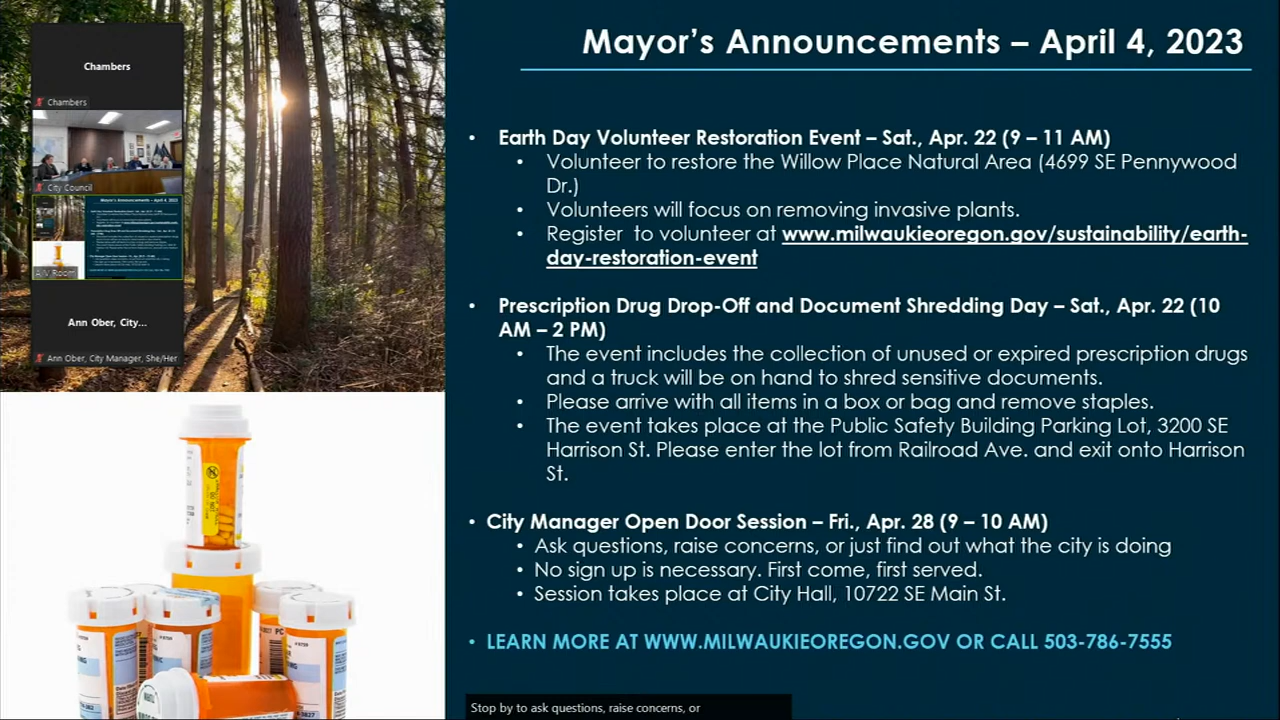 Mayor's Announcements – April 4, 2023
Chambers
Chambers
City Council
A/V Room
Ann Ober, City...
Ann Ober, City Manager, She/Her
• Earth Day Volunteer Restoration Event – Sat., Apr. 22 (9 – 11 AM)
• Volunteer to restore the Willow Place Natural Area (4699 SE Pennywood
Dr.)
• Volunteers will focus on removing invasive plants.
• Register to volunteer at www.milwaukieoregon.gov/sustainability/earth-
day-restoration-event
• Prescription Drug Drop-Off and Document Shredding Day – Sat., Apr. 22 (10
AM – 2 PM)
• The event includes the collection of unused or expired prescription drugs
and a truck will be on hand to shred sensitive documents.
• Please arrive with all items in a box or bag and remove staples.
• The event takes place at the Public Safety Building Parking Lot, 3200 SE
Harrison St. Please enter the lot from Railroad Ave. and exit onto Harrison
St.
• City Manager Open Door Session – Fri., Apr. 28 (9 – 10 AM)
• Ask questions, raise concerns, or just find out what the city is doing
• No sign up is necessary. First come, first served.
• Session takes place at City Hall, 10722 SE Main St.
• LEARN MORE AT WWW.MILWAUKIEOREGON.GOV OR CALL 503-786-7555
Stop by to ask questions, raise concerns, or